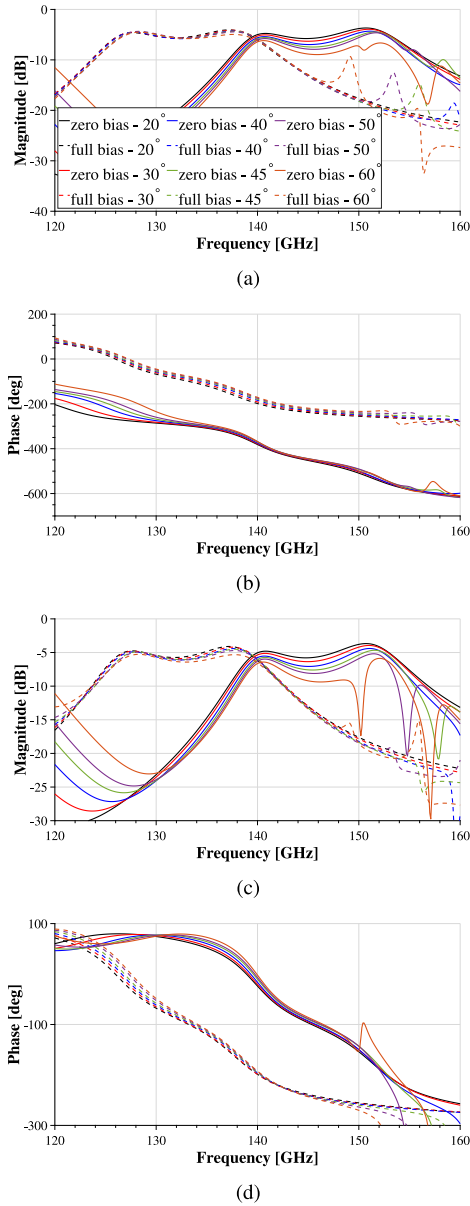 0
-10
-20
-30
-40
Magnitude [dB]
zero bias - 20° zero bias - 40° zero bias - 50°
full bias - 20° full bias - 40° full bias - 50°
zero bias - 30° zero bias - 45° zero bias - 60°
full bias - 30° full bias - 45° full bias - 60°
120 130 140 150 160
Frequency [GHz]
(a)
200
0
-200
-400
-600
Phase [deg]
120 130 140 150 160
Frequency [GHz]
(b)
0
-5
-10
-15
-20
-25
-30
Magnitude [dB]
120 130 140 150 160
Frequency [GHz]
(c)
100
-100
-300
Phase [deg]
120 130 140 150 160
Frequency [GHz]
(d)